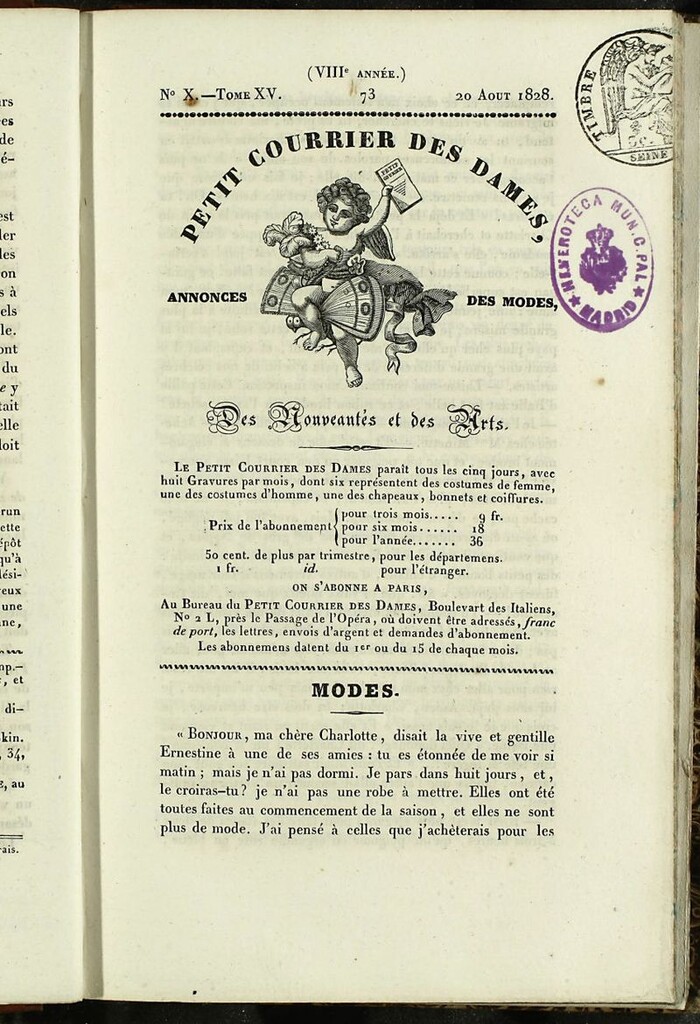 (VIIIe ANNÉE.)
No X.—TOME XV. 73 20 AOUT 1828.
PETIT COURRIER DES DAMES,
PETIT
ANNONCES DES MODES,
Des Nouveautés et des Arts.
LE PETIT COURRIER DES DAMES paraît tous les cinq jours, avec
huit Gravures par mois, dont six représentent des costumes de femme,
une des costumes d'homme, une des chapeaux, bonnets et coiffures.
Prix de l'abonnement
pour trois mois..... 9 fr.
pour six mois...... 18
pour l'année....... 36
50 cent. de plus par trimestre, pour les départemens.
1 fr. id. pour l'étranger.
ON S'ABONNE A PARIS,
Au Bureau du PETIT COURRIER DES DAMES, Boulevart des Italiens,
No 2 L, près le Passage de l'Opéra, où doivent être adressés, franc
de port, les lettres, envois d'argent et demandes d'abonnement.
Les abonnemens datent du 1er ou du 15 de chaque mois.
MODES.
« BONJOUR, ma chère Charlotte, disait la vive et gentille
Ernestine à une de ses amies : tu es étonnée de me voir si
matin ; mais je n'ai pas dormi. Je pars dans huit jours, et,
le croiras-tu? je n'ai pas une robe à mettre. Elles ont été
toutes faites au commencement de la saison, et elles ne sont
plus de mode. J'ai pensé à celles que j'achèterais pour les
TIMBRE
SEINE
HEMEROTECA MUNICIPAL
★ MADRID ★